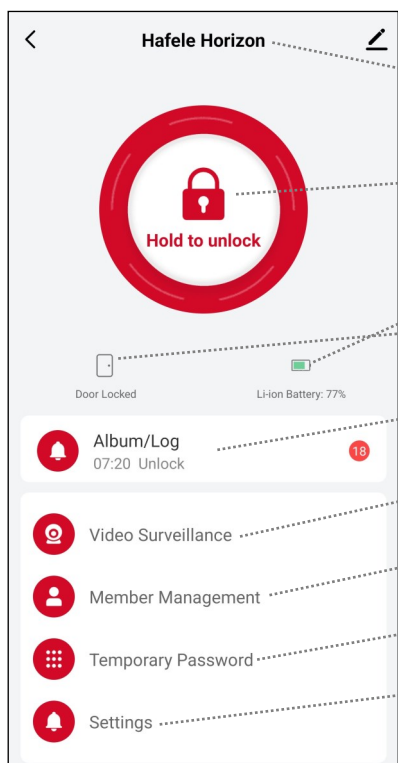 Hafele Horizon
Hold to unlock
Door Locked
Li-ion Battery: 77%
Album/Log
07:20 Unlock
18
Video Surveillance
Member Management
Temporary Password
Settings